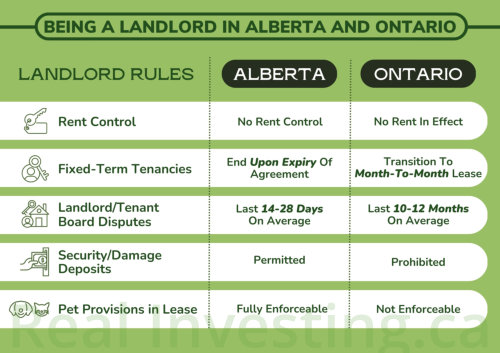 BEING A LANDLORD IN ALBERTA AND ONTARIO
LANDLORD RULES ALBERTA ONTARIO
Rent Control No Rent Control No Rent In Effect
Fixed-Term Tenancies End Upon Expiry Of Agreement Transition To Month-To-Month Lease
Landlord/Tenant Board Disputes Last 14-28 Days On Average Last 10-12 Months On Average
Security/Damage Deposits Permitted Prohibited
Pet Provisions in Lease Fully Enforceable Not Enforceable
Real Investing.ca